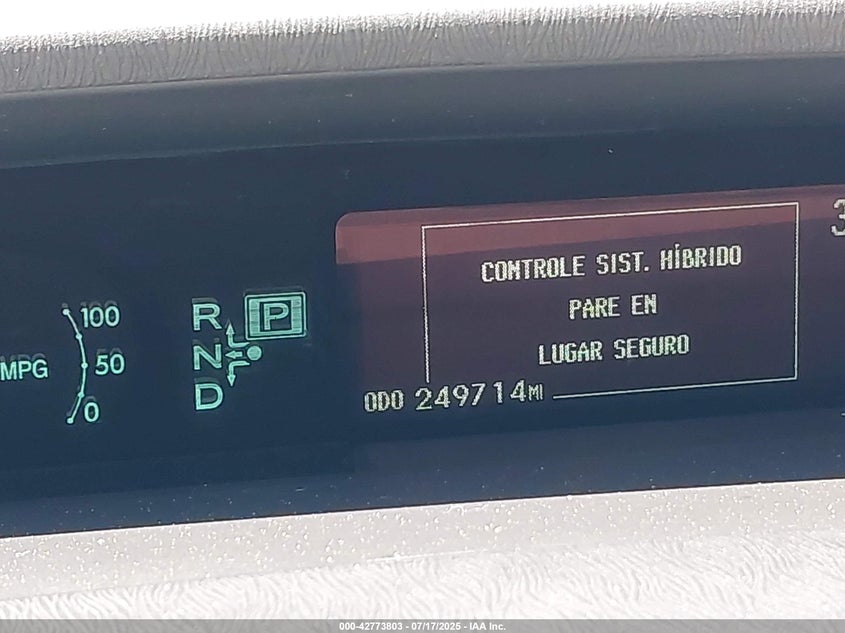 3
CONTROLE SIST. HÍBRIDO
PARE EN
LUGAR SEGURO
ODO 249714MI
MPG
100
50
0
R
P
N
D
000-42773803 - 07/17/2025 - IAA Inc.